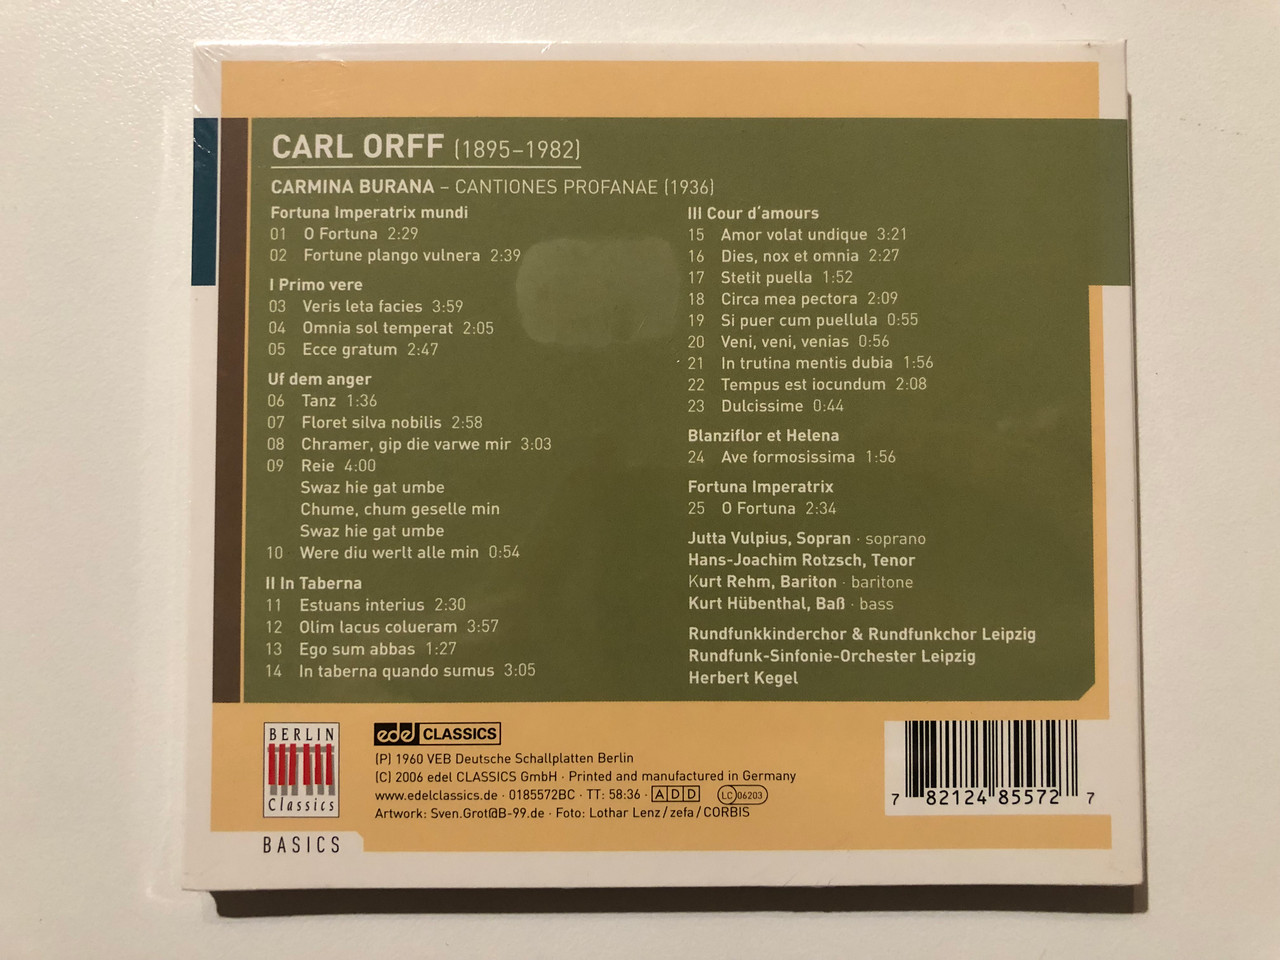 CARL ORFF (1895–1982)
CARMINA BURANA – CANTIONES PROFANAE (1936)
Fortuna Imperatrix mundi
01 O Fortuna 2:29
02 Fortune plango vulnera 2:39
I Primo vere
03 Veris leta facies 3:59
04 Omnia sol temperat 2:05
05 Ecce gratum 2:47
Uf dem anger
06 Tanz 1:36
07 Floret silva nobilis 2:58
08 Chramer, gip die varwe mir 3:03
09 Reie 4:00
Swaz hie gat umbe
Chume, chum geselle min
Swaz hie gat umbe
10 Were diu werlt alle min 0:54
II In Taberna
11 Estuans interius 2:30
12 Olim lacus colueram 3:57
13 Ego sum abbas 1:27
14 In taberna quando sumus 3:05
III Cour d'amours
15 Amor volat undique 3:21
16 Dies, nox et omnia 2:27
17 Stetit puella 1:52
18 Circa mea pectora 2:09
19 Si puer cum puellula 0:55
20 Veni, veni, venias 0:56
21 In trutina mentis dubia 1:56
22 Tempus est iocundum 2:08
23 Dulcissime 0:44
Blanziflor et Helena
24 Ave formosissima 1:56
Fortuna Imperatrix
25 O Fortuna 2:34
Jutta Vulpius, Sopran · soprano
Hans-Joachim Rotzsch, Tenor
Kurt Rehm, Bariton · baritone
Kurt Hübenthal, Baß · bass
Rundfunkkinderchor & Rundfunkchor Leipzig
Rundfunk-Sinfonie-Orchester Leipzig
Herbert Kegel
BERLIN
Classics
BASICS
edel CLASSICS
(P) 1960 VEB Deutsche Schallplatten Berlin
(C) 2006 edel CLASSICS GmbH · Printed and manufactured in Germany
www.edelclassics.de · 0185572BC · TT: 58:36 · ADD LC 06203
Artwork: Sven.Grot@B-99.de · Foto: Lothar Lenz/zefa/CORBIS
7 82124 85572 7